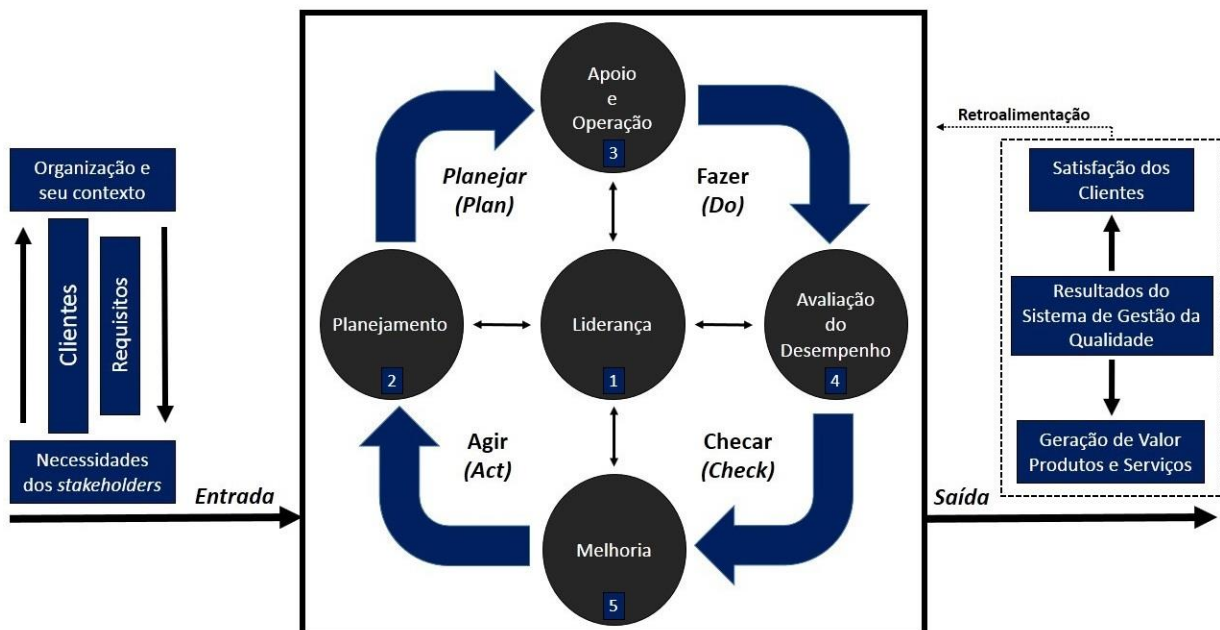 Organização e
seu contexto
Clientes
Requisitos
Necessidades
dos stakeholders
Entrada
Apoio
e
Operação
3
Planejar
(Plan)
Fazer
(Do)
Planejamento
2
Liderança
1
Avaliação
do
Desempenho
4
Agir
(Act)
Checar
(Check)
Melhoria
5
Retroalimentação
Satisfação dos
Clientes
Resultados do
Sistema de Gestão da
Qualidade
Geração de Valor
Produtos e Serviços
Saída